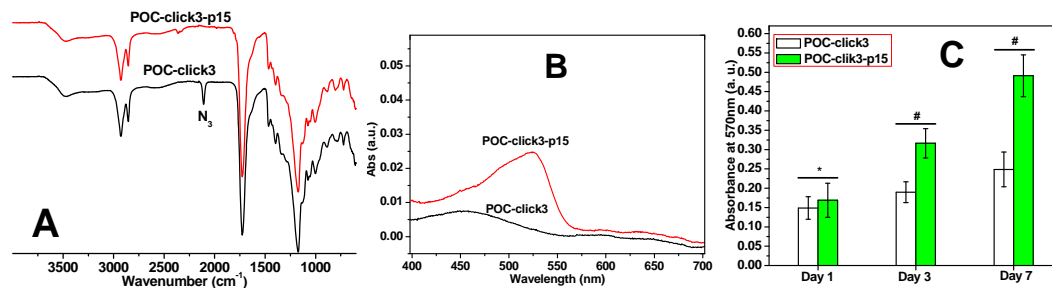 POC-click3-p15
POC-click3
N3
A
3500 3000 2500 2000 1500 1000
Wavenumber (cm-1)
0.05
0.04
0.03
0.02
0.01
0.00
Abs (a.u.)
B
POC-click3-p15
POC-click3
400 450 500 550 600 650 700
Wavelength (nm)
0.60
0.55
0.50
0.45
0.40
0.35
0.30
0.25
0.20
0.15
0.10
0.05
0.00
Absorbance at 570nm (a. u.)
POC-click3
POC-clik3-p15
C
*
#
#
Day 1 Day 3 Day 7